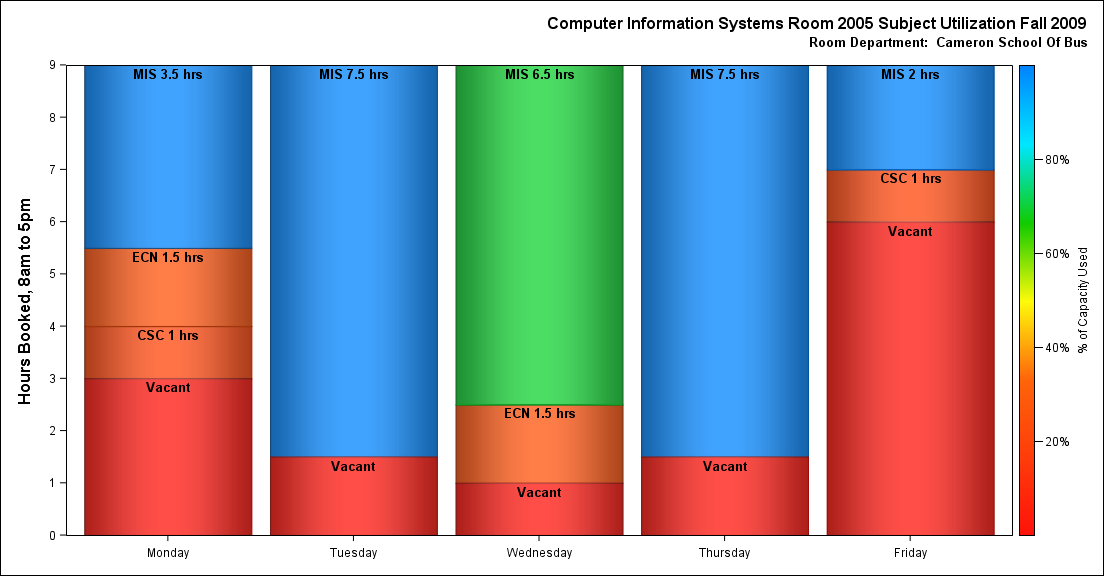 Computer Information Systems Room 2005 Subject Utilization Fall 2009
Room Department:  Cameron School Of Bus
Hours Booked, 8am to 5pm
9
8
7
6
5
4
3
2
1
0
MIS 3.5 hrs
ECN 1.5 hrs
CSC 1 hrs
Vacant
MIS 7.5 hrs
Vacant
MIS 6.5 hrs
ECN 1.5 hrs
Vacant
MIS 7.5 hrs
Vacant
MIS 2 hrs
CSC 1 hrs
Vacant
Monday
Tuesday
Wednesday
Thursday
Friday
80%
60%
40%
20%
% of Capacity Used